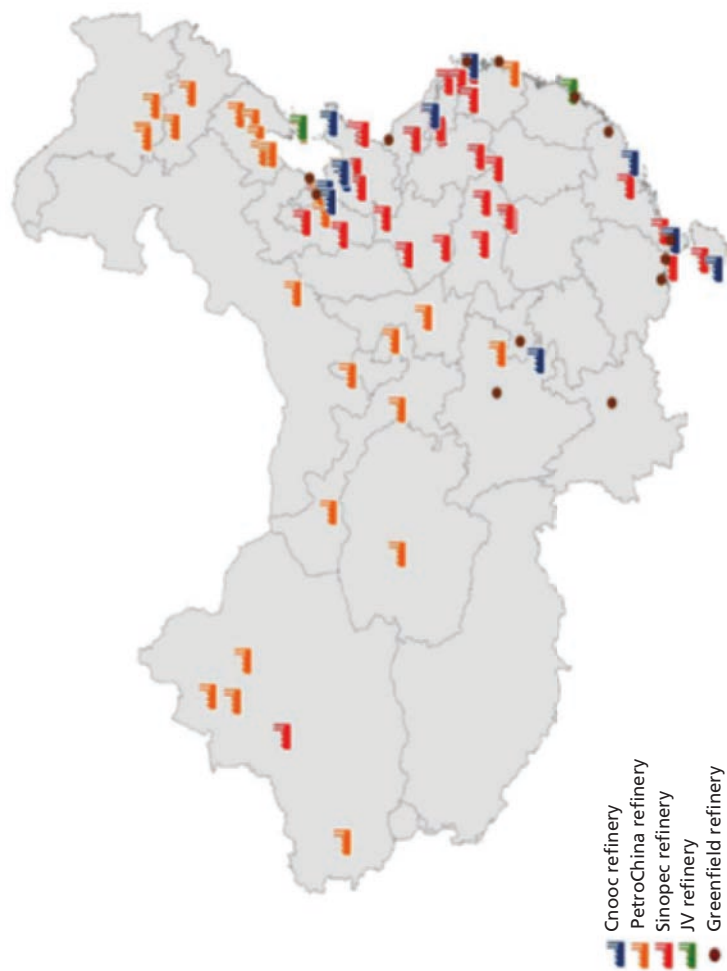 Cnooc refinery
PetroChina refinery
Sinopec refinery
JV refinery
Greenfield refinery